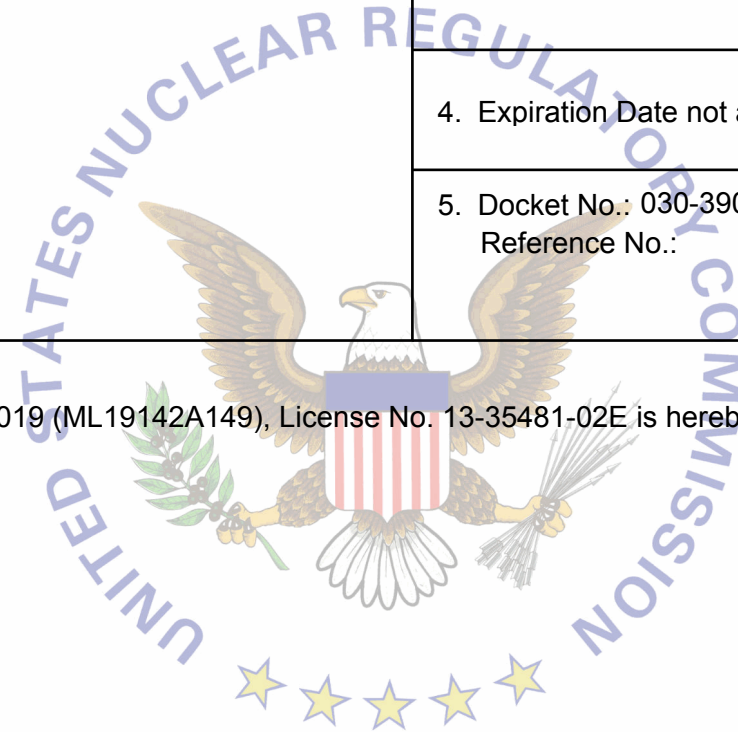 UNITED STATES NUCLEAR REGULATORY COMMISSION
4. Expiration Date not
5. Docket No.: 030-390
Reference No.:
019 (ML19142A149), License No. 13-35481-02E is hereb